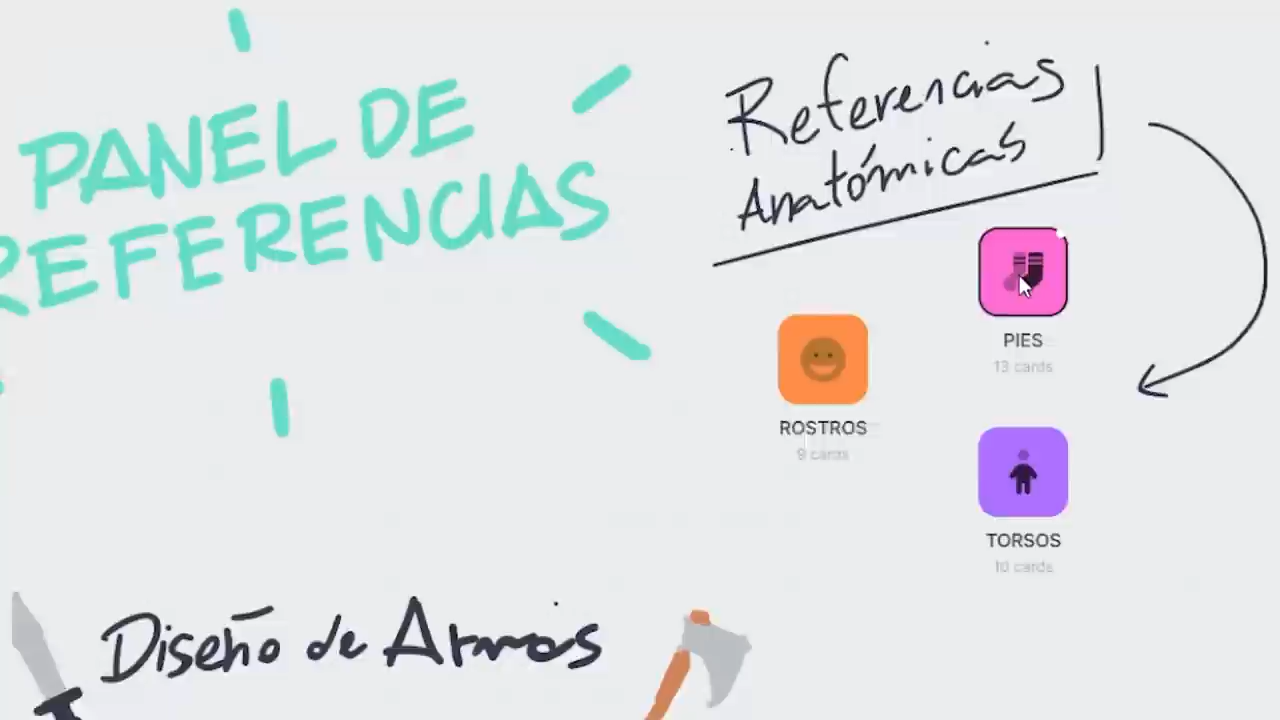 PANEL DE
REFERENCIAS
Referencias
Anatómicas
PIES
13 cards
ROSTROS
9 cards
TORSOS
10 cards
Diseño de Armas